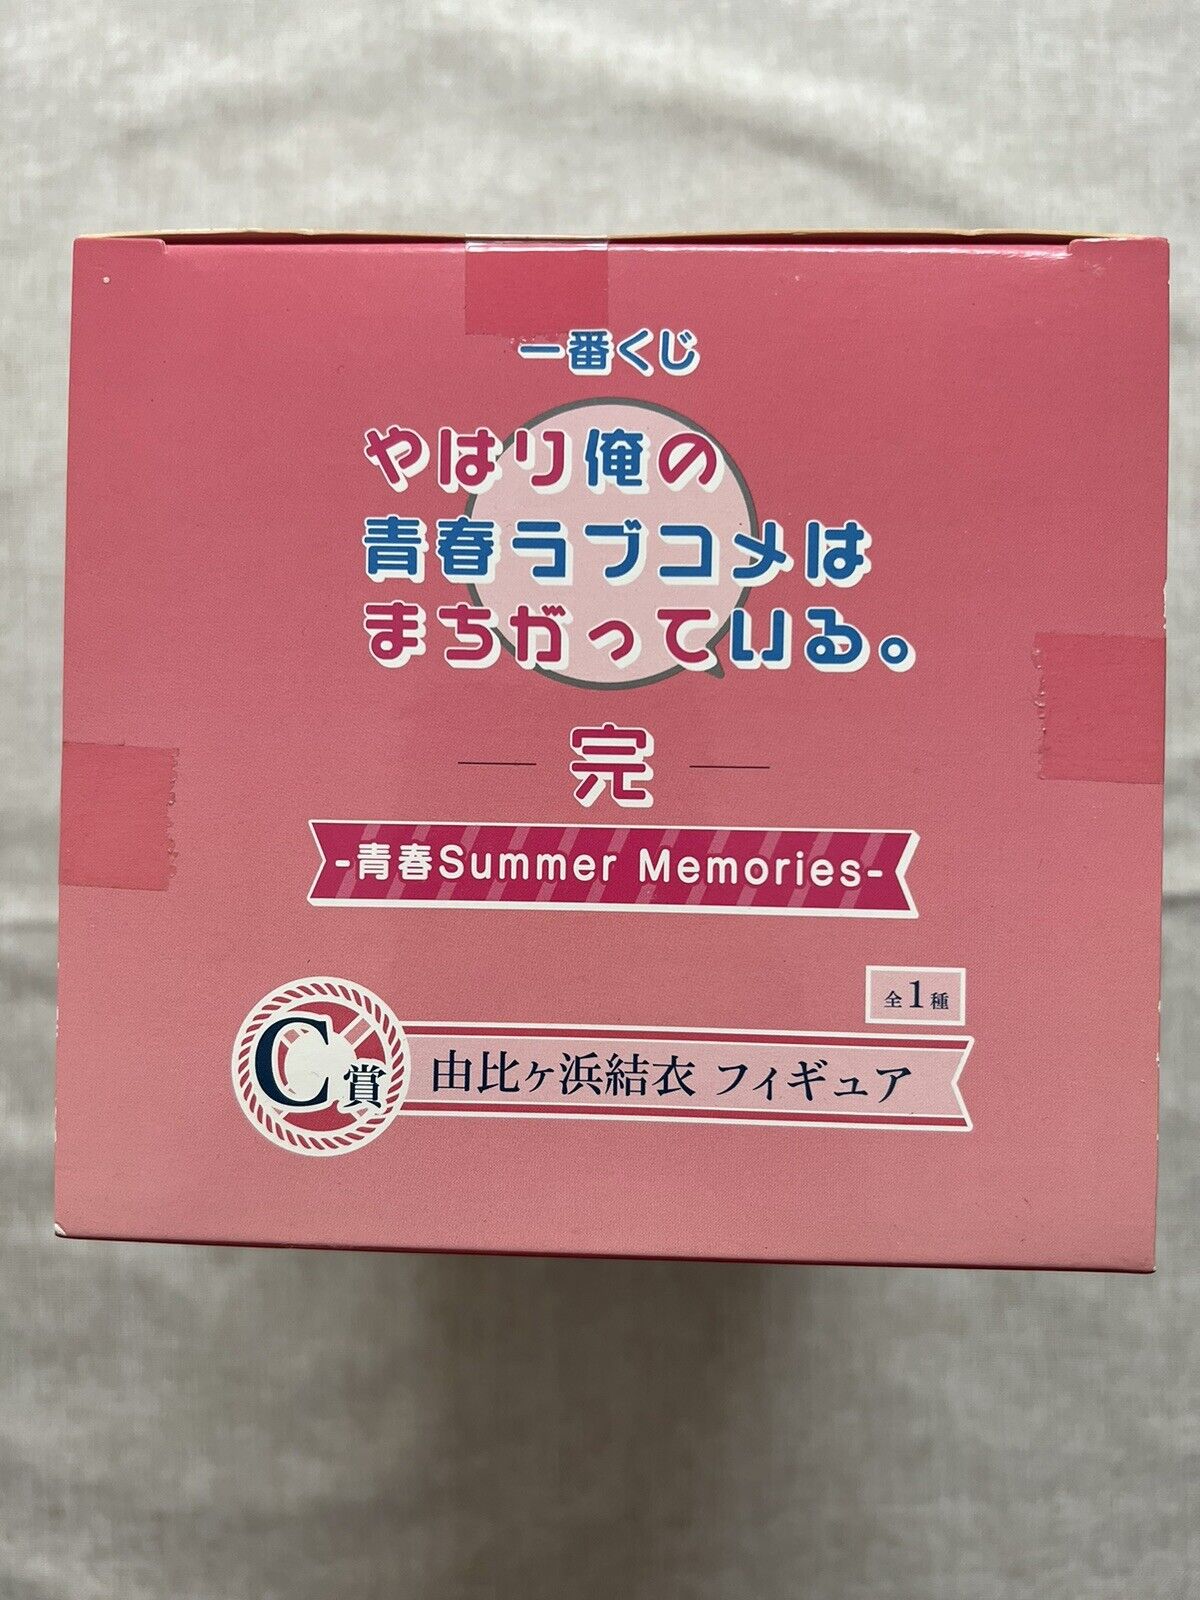 一番くじ
やはり俺の
青春ラブコメは
まちがっている。
完
-青春Summer Memories-
全1種
C賞
由比ヶ浜結衣 フィギュア